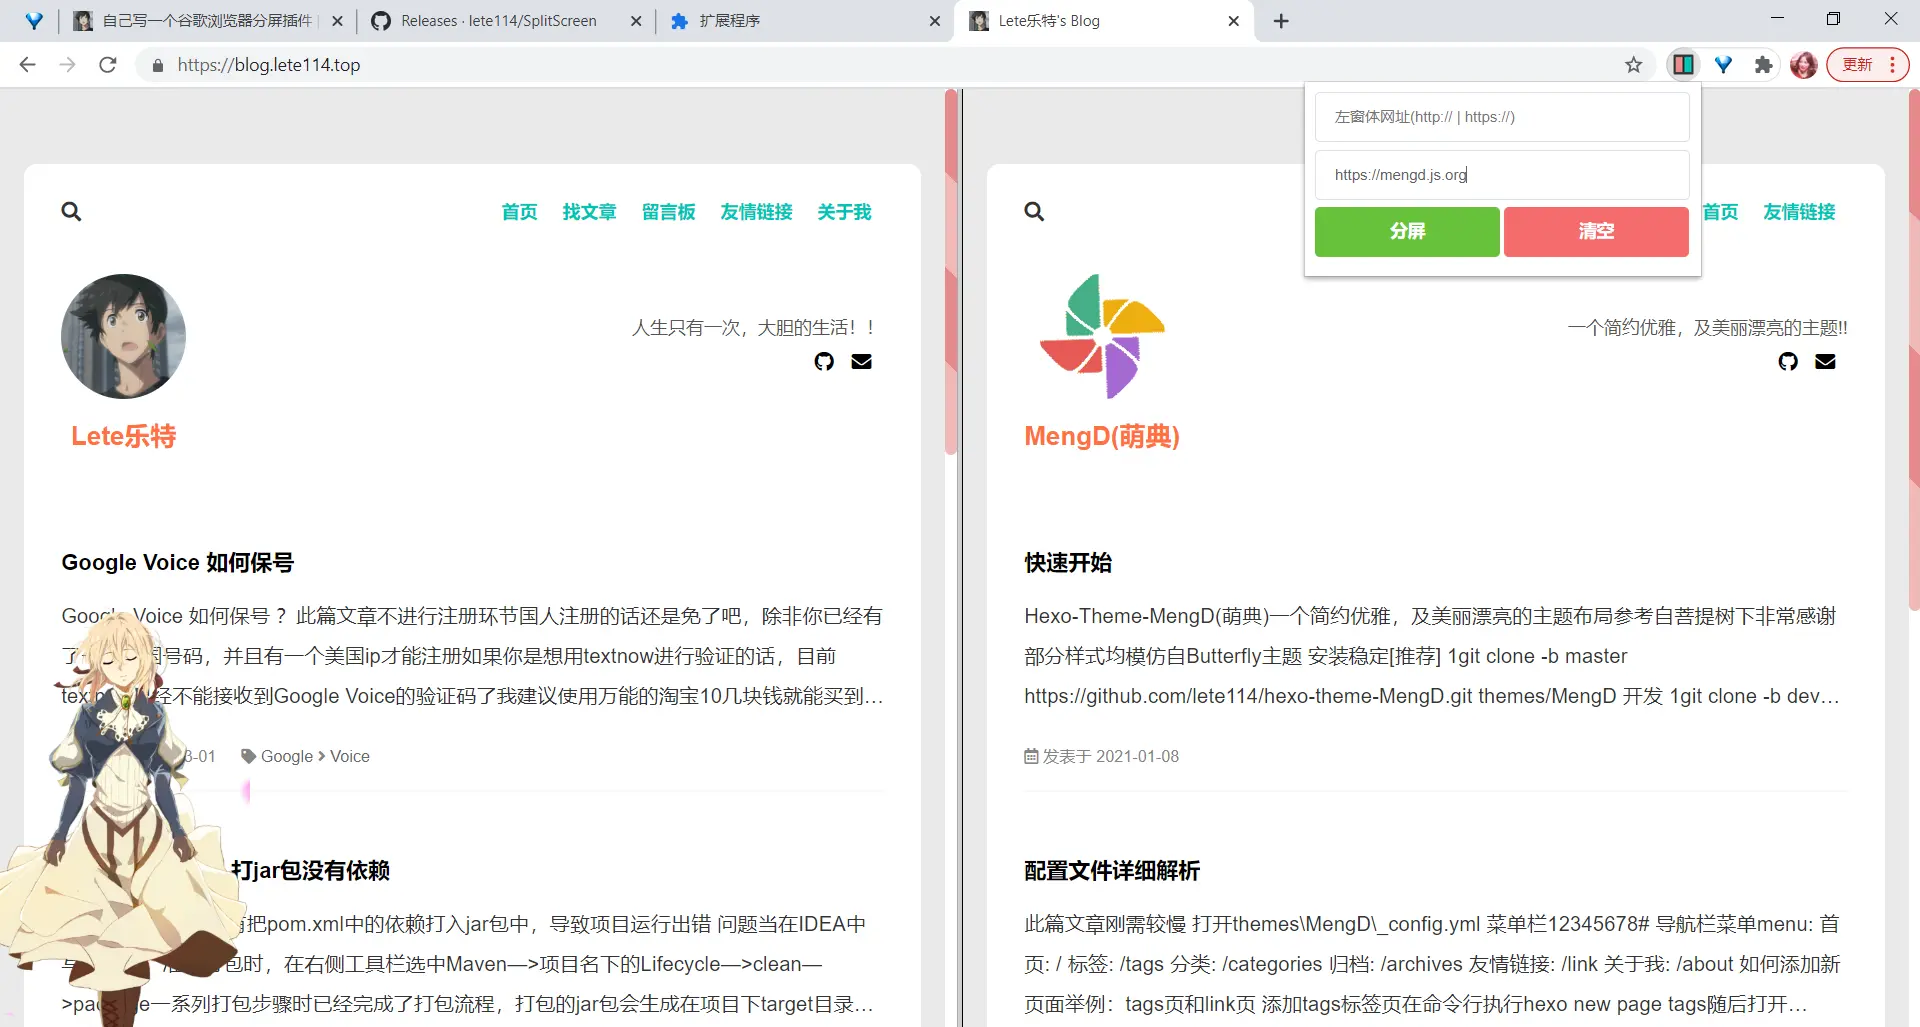 自己写一个谷歌浏览器分屏插件
Releases · lete114/SplitScreen
扩展程序
Lete乐特's Blog
https://blog.lete114.top
更新
左窗体网址(http:// | https://)
https://mengd.js.org
分屏
清空
首页
找文章
留言板
友情链接
关于我
人生只有一次，大胆的生活！！
Lete乐特
Google Voice 如何保号
Google Voice 如何保号？此篇文章不进行注册环节国人注册的话还是免了吧，除非你已经有
号码，并且有一个美国ip才能注册如果你是想用textnow进行验证的话，目前
经不能接收到Google Voice的验证码了我建议使用万能的淘宝10几块钱就能买到…
3-01
Google
Voice
打jar包没有依赖
把pom.xml中的依赖打入jar包中，导致项目运行出错 问题当在IDEA中
包时，在右侧工具栏选中Maven—>项目名下的Lifecycle—>clean—
一系列打包步骤时已经完成了打包流程，打包的jar包会生成在项目下target目录…
首页
友情链接
一个简约优雅，及美丽漂亮的主题!!
MengD(萌典)
快速开始
Hexo-Theme-MengD(萌典)一个简约优雅，及美丽漂亮的主题布局参考自菩提树下非常感谢
部分样式均模仿自Butterfly主题 安装稳定[推荐] 1git clone -b master
https://github.com/lete114/hexo-theme-MengD.git themes/MengD 开发 1git clone -b dev…
发表于 2021-01-08
配置文件详细解析
此篇文章刚需较慢 打开themes\MengD\_config.yml 菜单栏12345678# 导航栏菜单menu: 首
页: / 标签: /tags 分类: /categories 归档: /archives 友情链接: /link 关于我: /about 如何添加新
页面举例：tags页和link页 添加tags标签页在命令行执行hexo new page tags随后打开…